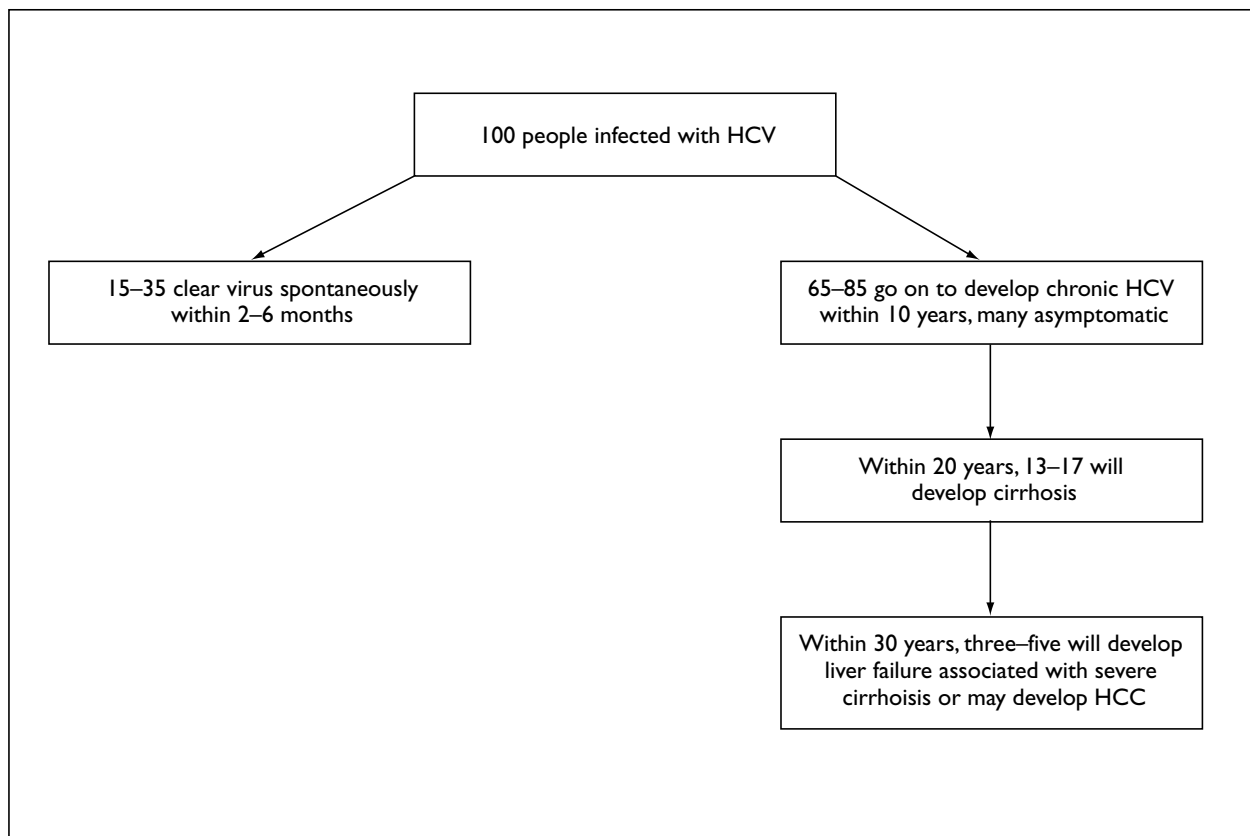 100 people infected with HCV
15–35 clear virus spontaneously
within 2–6 months
65–85 go on to develop chronic HCV
within 10 years, many asymptomatic
Within 20 years, 13–17 will
develop cirrhosis
Within 30 years, three–five will develop
liver failure associated with severe
cirrhoisis or may develop HCC